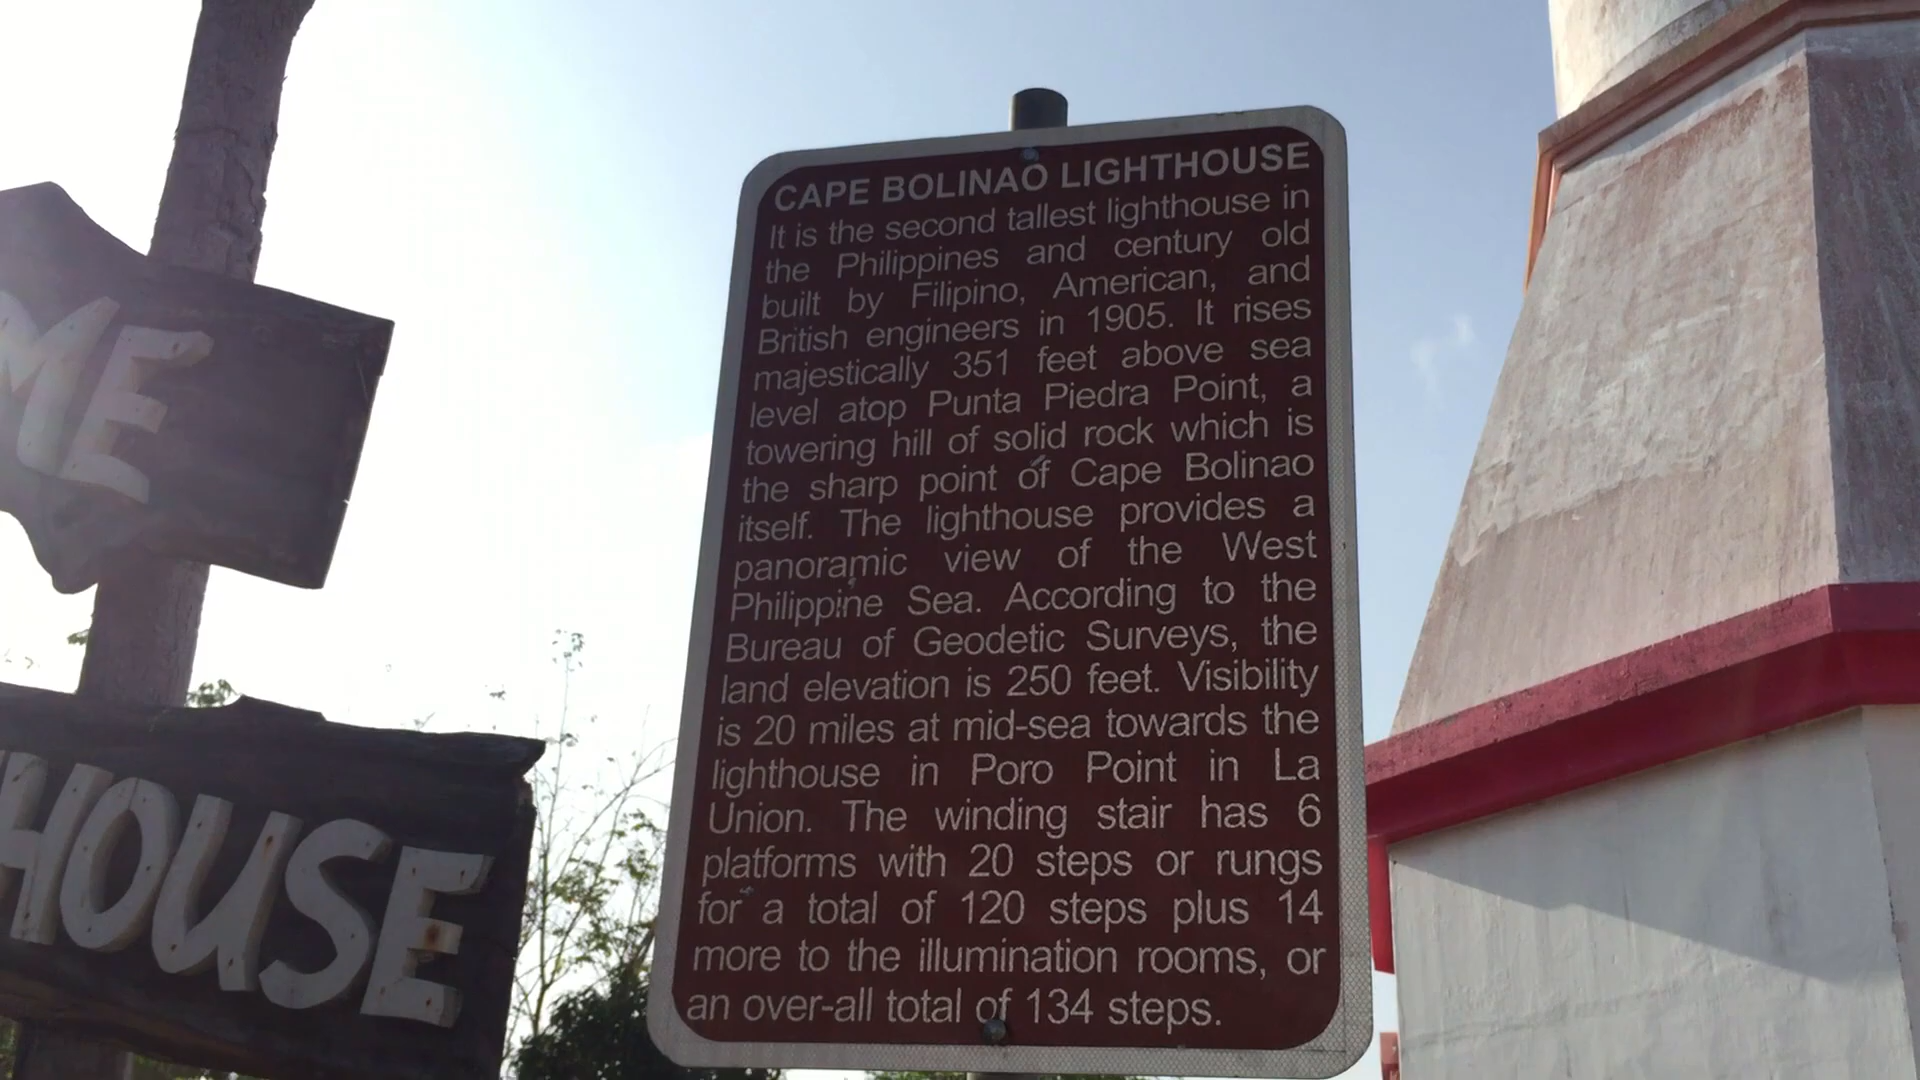 ME
HOUSE
CAPE BOLINAO LIGHTHOUSE
It is the second tallest lighthouse in
the Philippines and century old
built by Filipino, American, and
British engineers in 1905. It rises
majestically 351 feet above sea
level atop Punta Piedra Point, a
towering hill of solid rock which is
the sharp point of Cape Bolinao
itself. The lighthouse provides a
panoramic view of the West
Philippine Sea. According to the
Bureau of Geodetic Surveys, the
land elevation is 250 feet. Visibility
is 20 miles at mid-sea towards the
lighthouse in Poro Point in La
Union. The winding stair has 6
platforms with 20 steps or rungs
for a total of 120 steps plus 14
more to the illumination rooms, or
an over-all total of 134 steps.